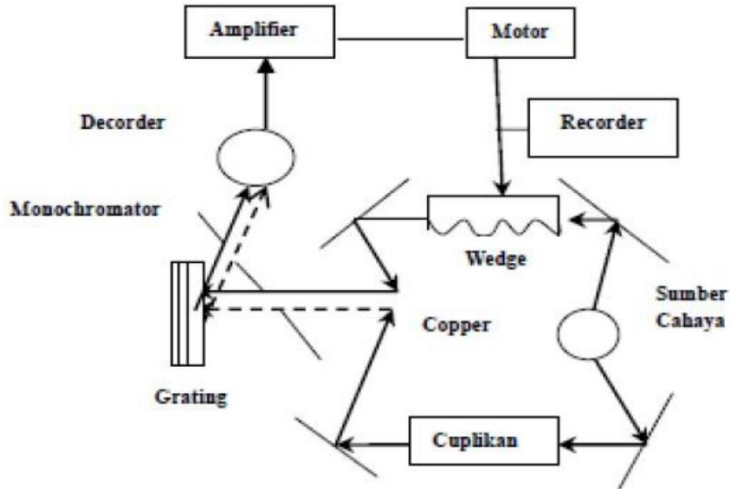 Amplifier
Motor
Decorder
Recorder
Monochromator
Wedge
Sumber
Cahaya
Copper
Grating
Cuplikan